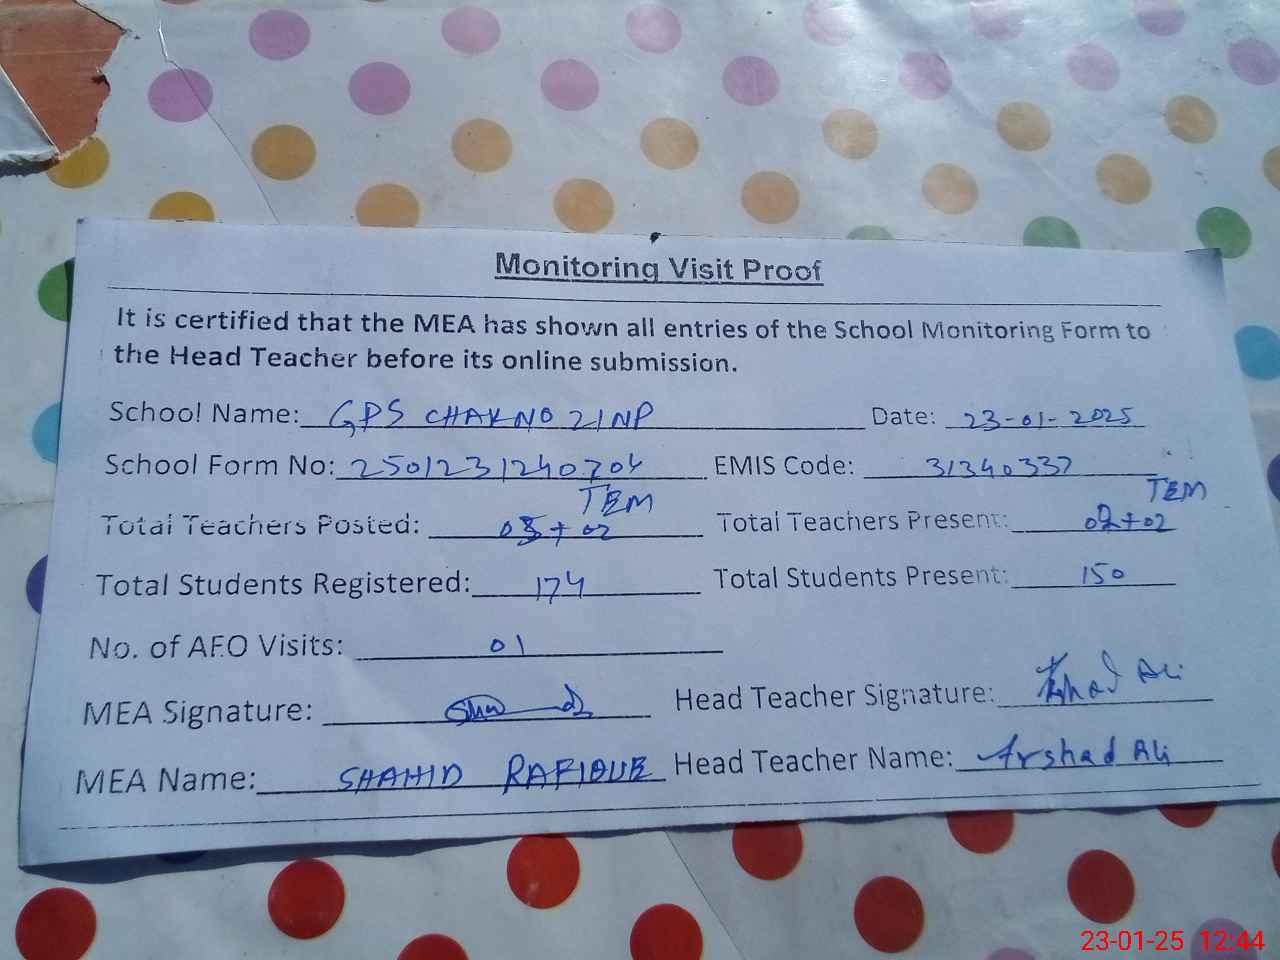 Monitoring Visit Proof
It is certified that the MEA has shown all entries of the School Monitoring Form to
the Head Teacher before its online submission.
School Name: GPS CHAK NO 21NP Date: 23-01-2025
School Form No: 2501231240704 EMIS Code: 31340337
TEM TEM
Total Teachers Posted: 03+02 Total Teachers Present: 02+02
Total Students Registered: 174 Total Students Present: 150
No. of AEO Visits: 01
MEA Signature: Head Teacher Signature: Arshad Ali
MEA Name: SHAHID RAFIQUE Head Teacher Name: Arshad Ali
23-01-25 12:44